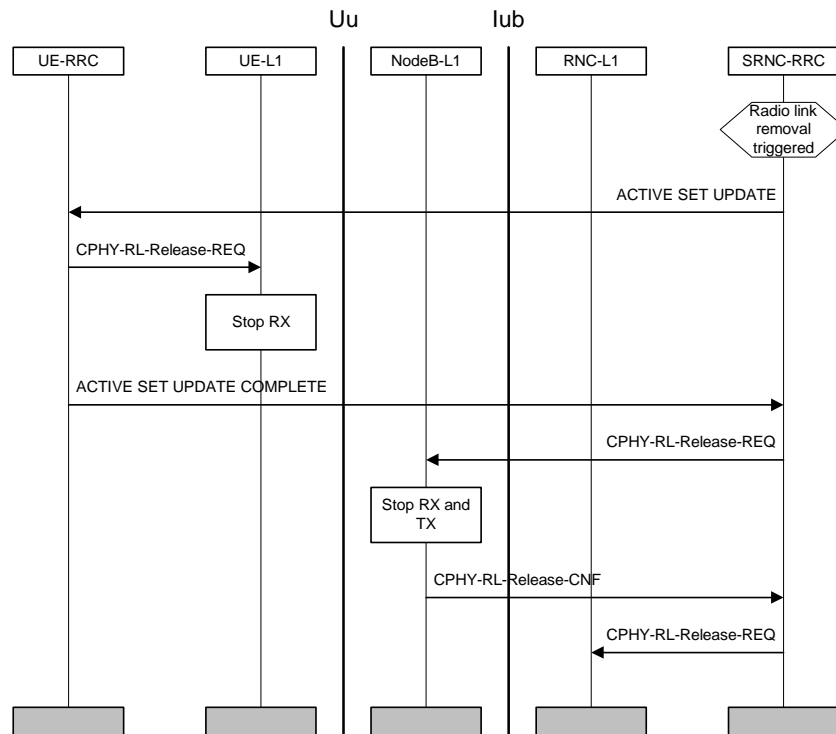 Uu
Iub
UE-RRC
UE-L1
NodeB-L1
RNC-L1
SRNC-RRC
Radio link
removal
triggered
ACTIVE SET UPDATE
CPHY-RL-Release-REQ
Stop RX
ACTIVE SET UPDATE COMPLETE
CPHY-RL-Release-REQ
Stop RX and
TX
CPHY-RL-Release-CNF
CPHY-RL-Release-REQ